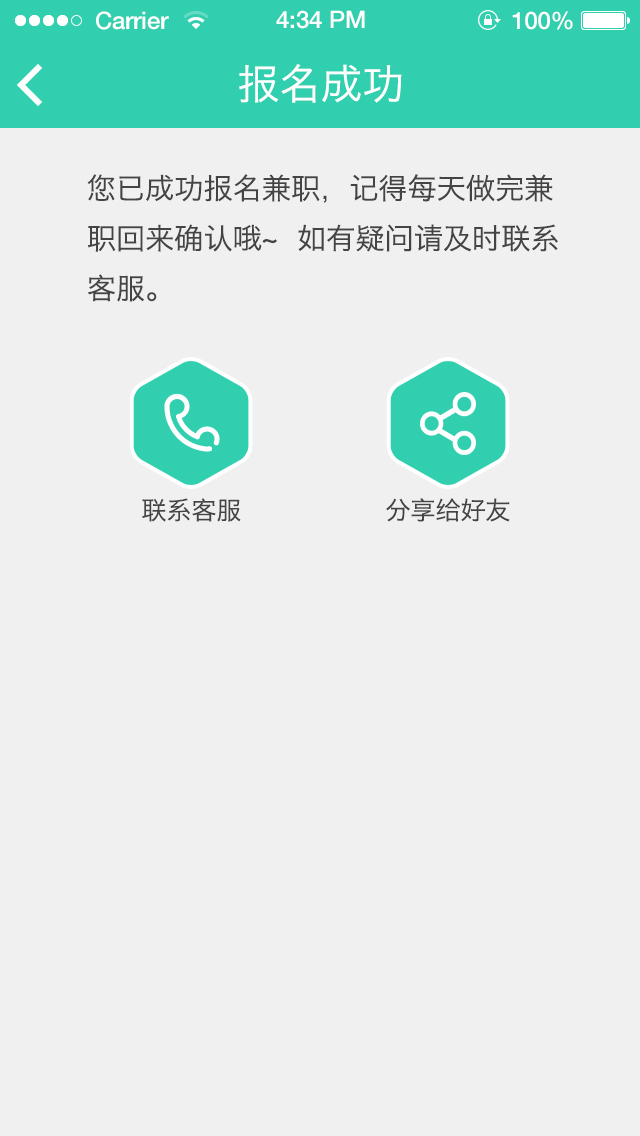 Carrier 4:34 PM 100%
报名成功
您已成功报名兼职，记得每天做完兼
职回来确认哦~ 如有疑问请及时联系
客服。
联系客服 分享给好友